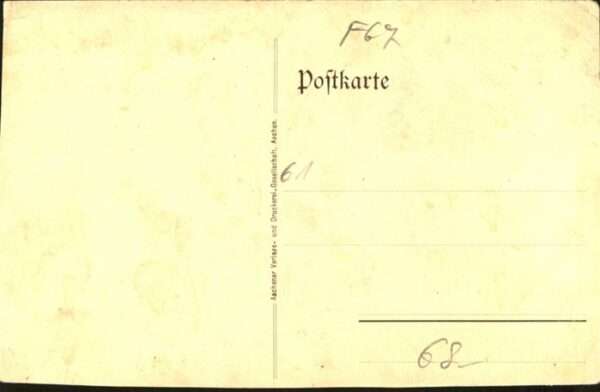 F67
Poſtkarte
61
Aachener Verlags- und Druckerei-Gesellschaft, Aachen.
68.-